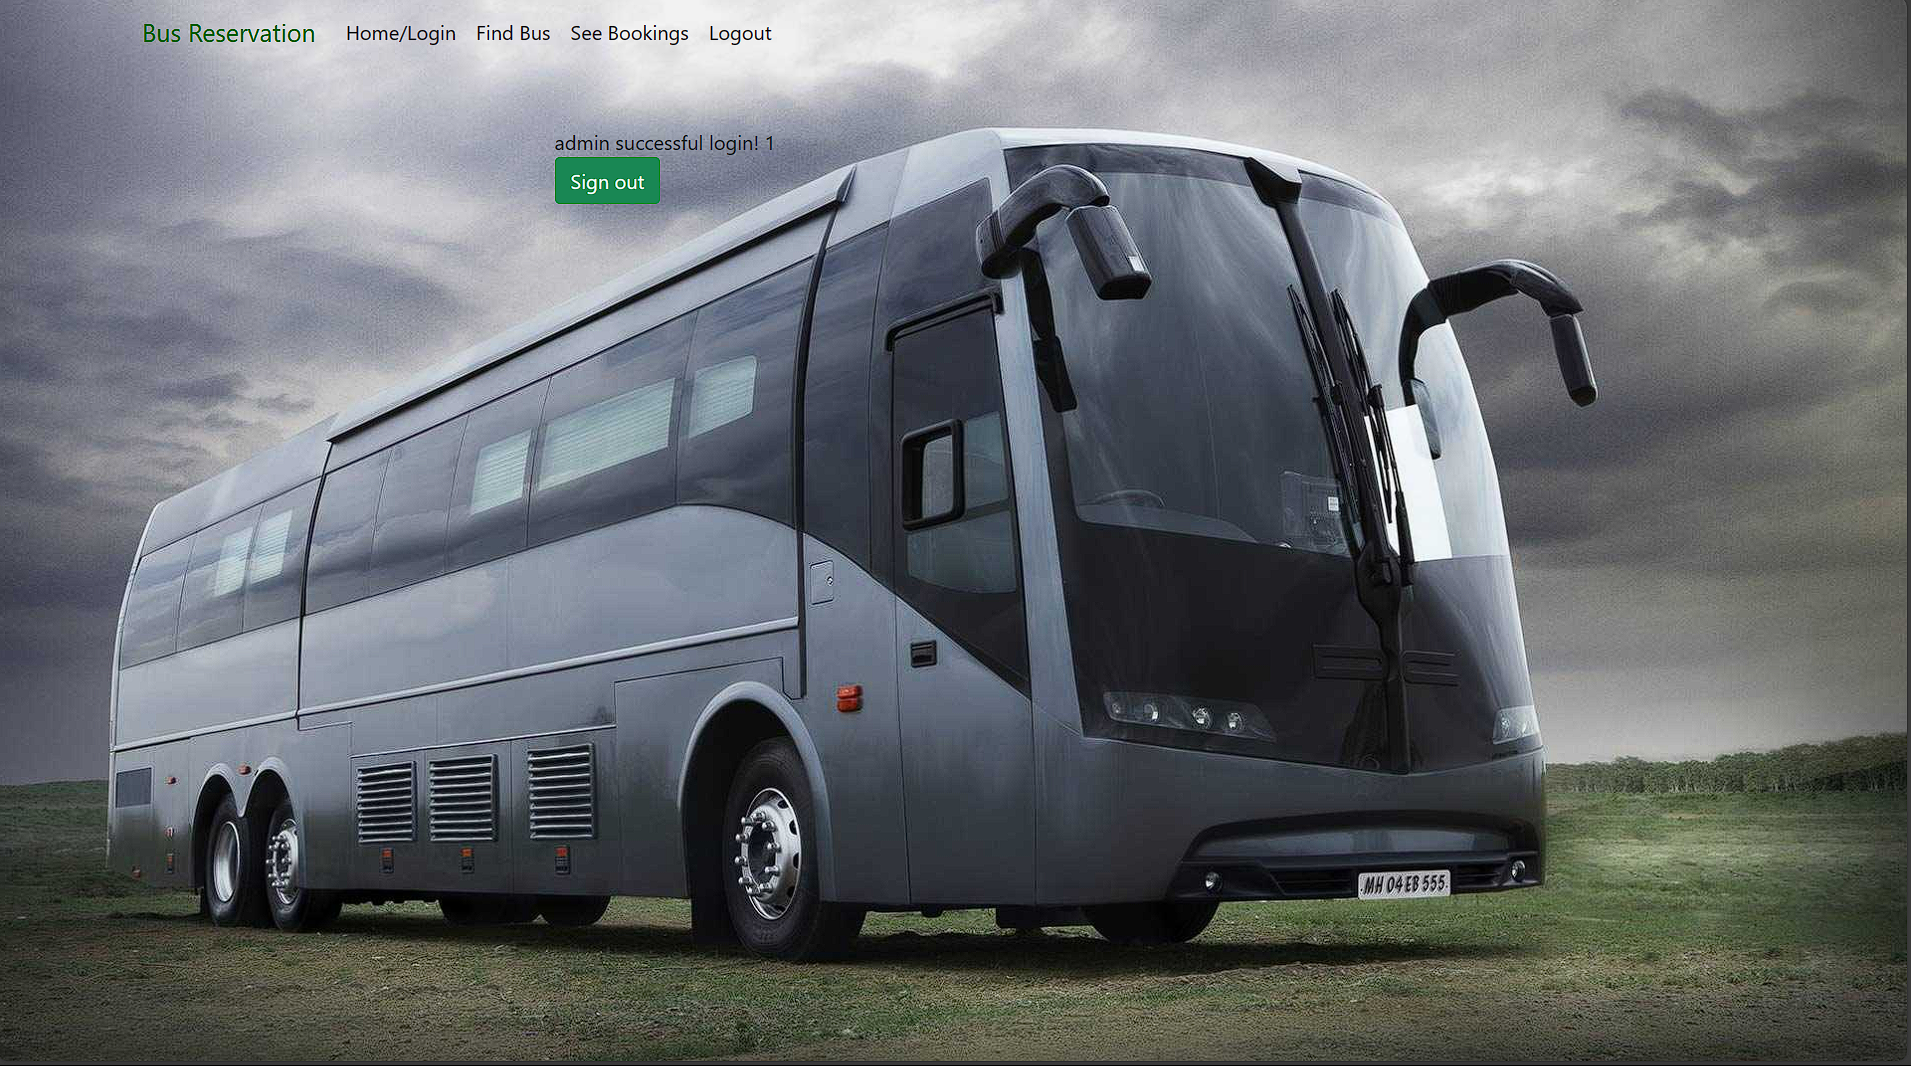 Bus Reservation Home/Login Find Bus See Bookings Logout
admin successful login! 1
Sign out
MH 04 EB 555